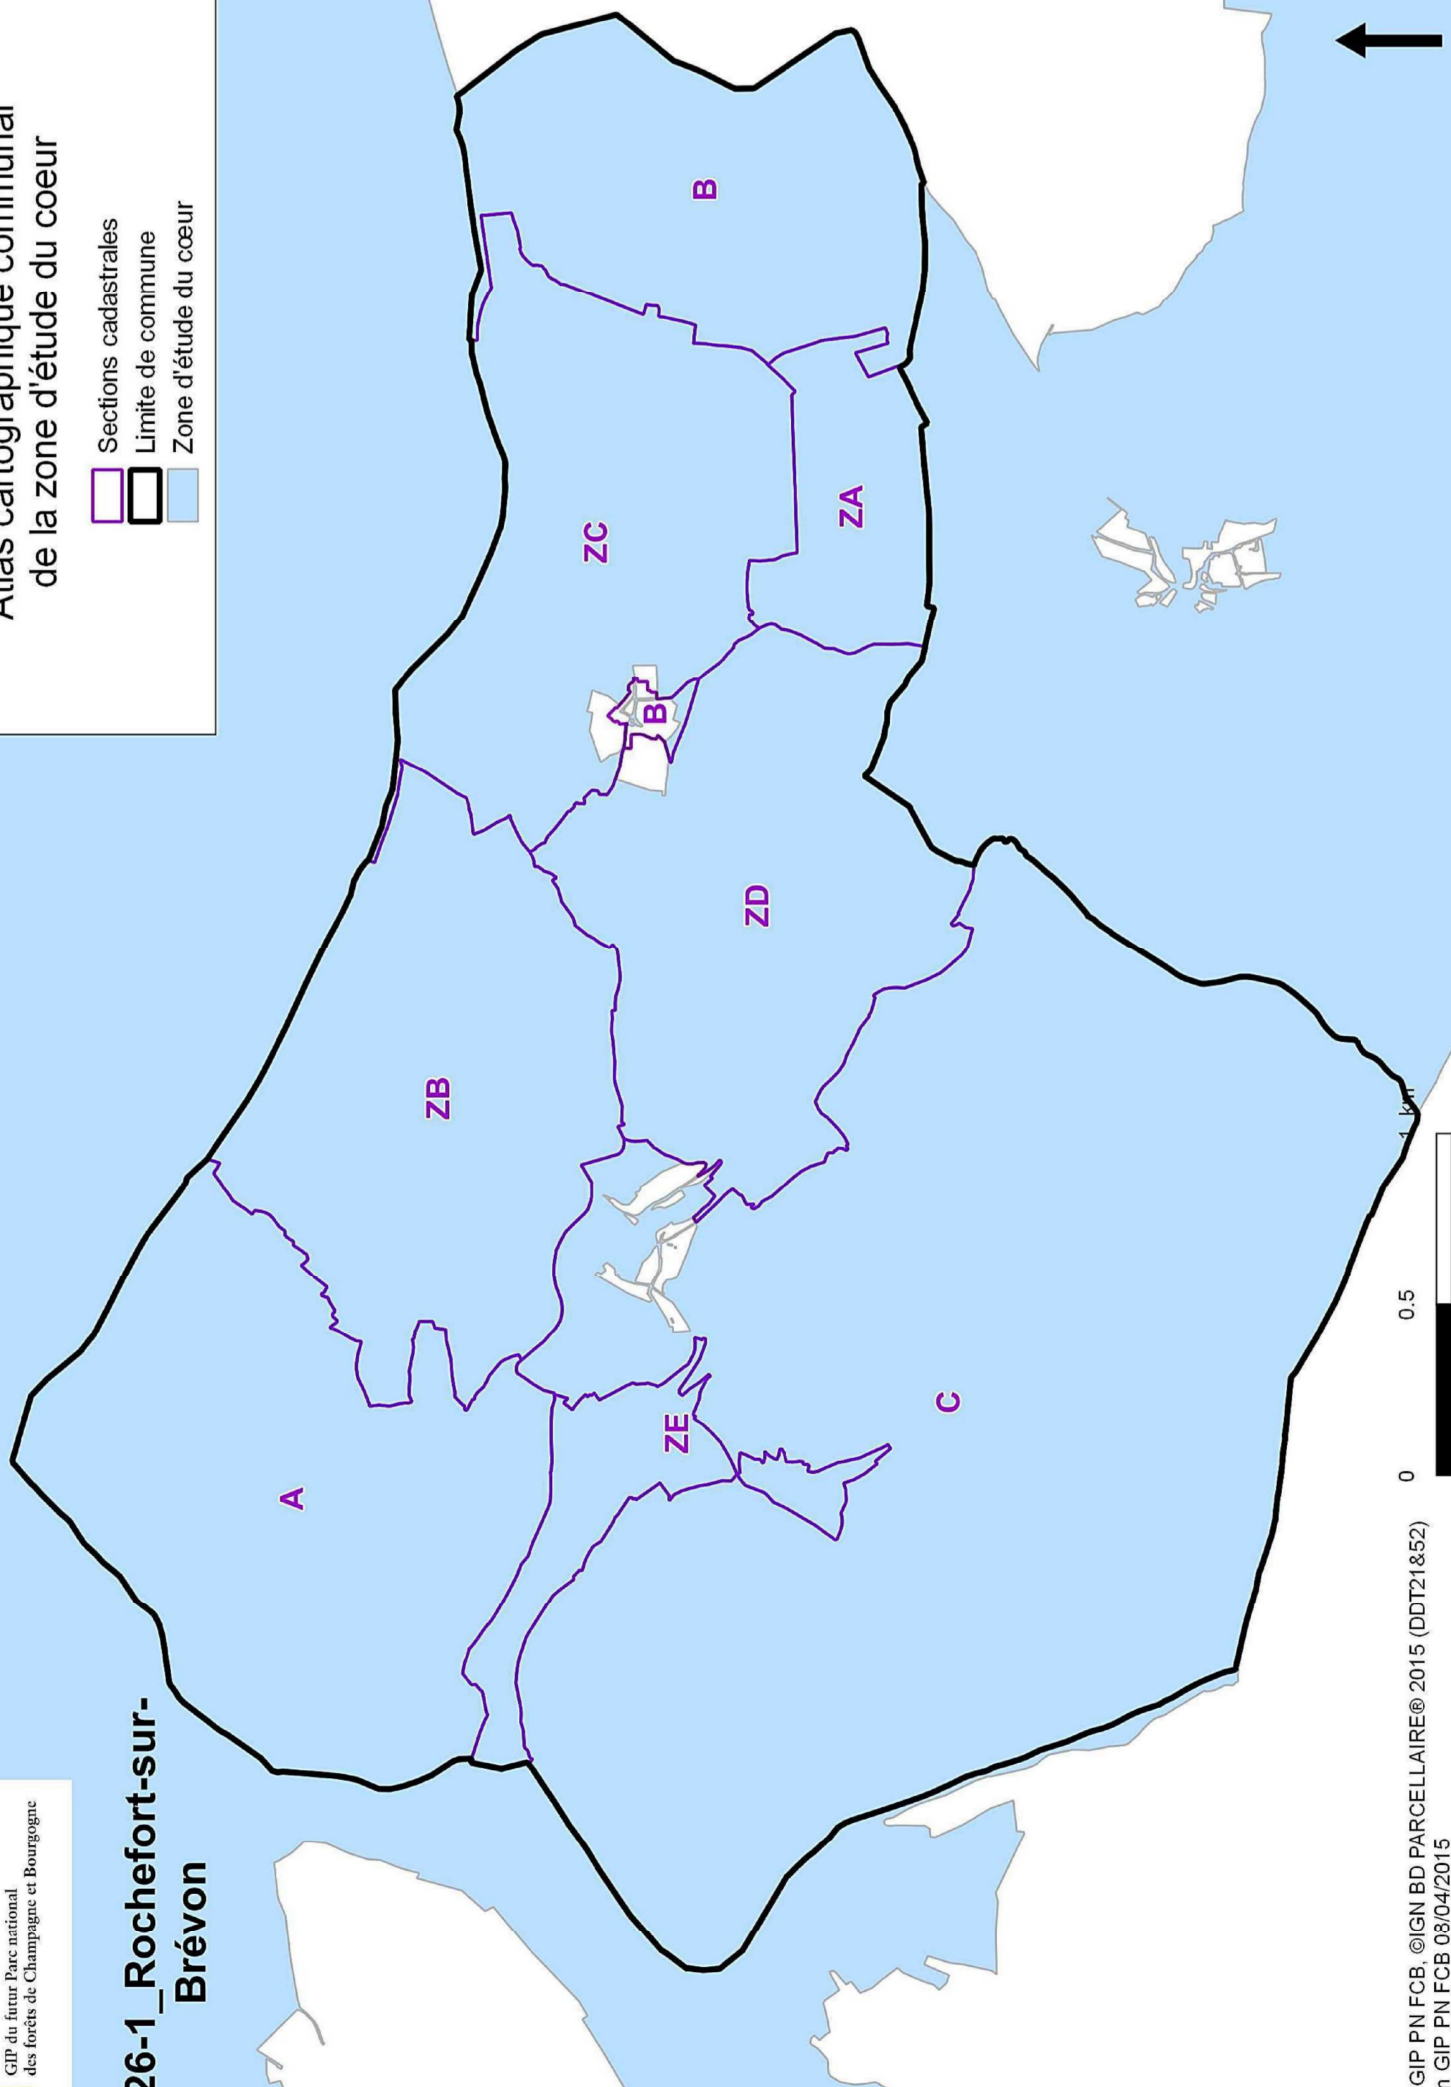 GIP du futur Parc national
des forêts de Champagne et Bourgogne
26-1_Rochefort-sur-
Brévon
Atlas cartographique communal
de la zone d'étude du coeur
Sections cadastrales
Limite de commune
Zone d'étude du cœur
A
ZB
ZC
B
B
ZA
ZD
ZE
C
0 0.5 1 km
GIP PN FCB, ©IGN BD PARCELLAIRE® 2015 (DDT21&52)
GIP PN FCB 08/04/2015